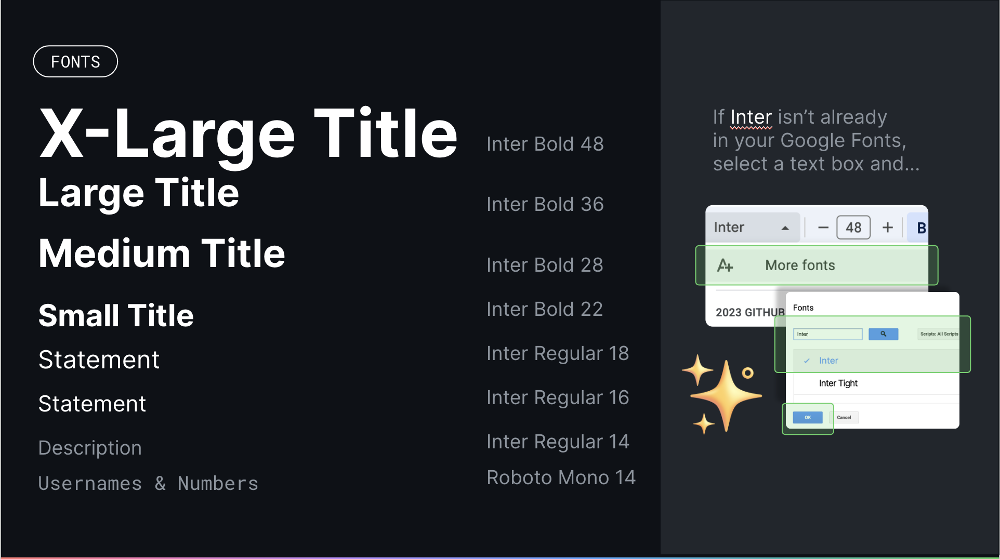 FONTS
X-Large Title
Inter Bold 48
Large Title
Inter Bold 36
Medium Title
Inter Bold 28
Small Title
Inter Bold 22
Statement
Inter Regular 18
Statement
Inter Regular 16
Description
Inter Regular 14
Usernames & Numbers
Roboto Mono 14
If Inter isn’t already
in your Google Fonts,
select a text box and...
Inter
48
B
A+ More fonts
2023 GITHUB
Fonts
Inter
Scripts: All Scripts
Inter
Inter Tight
OK
Cancel